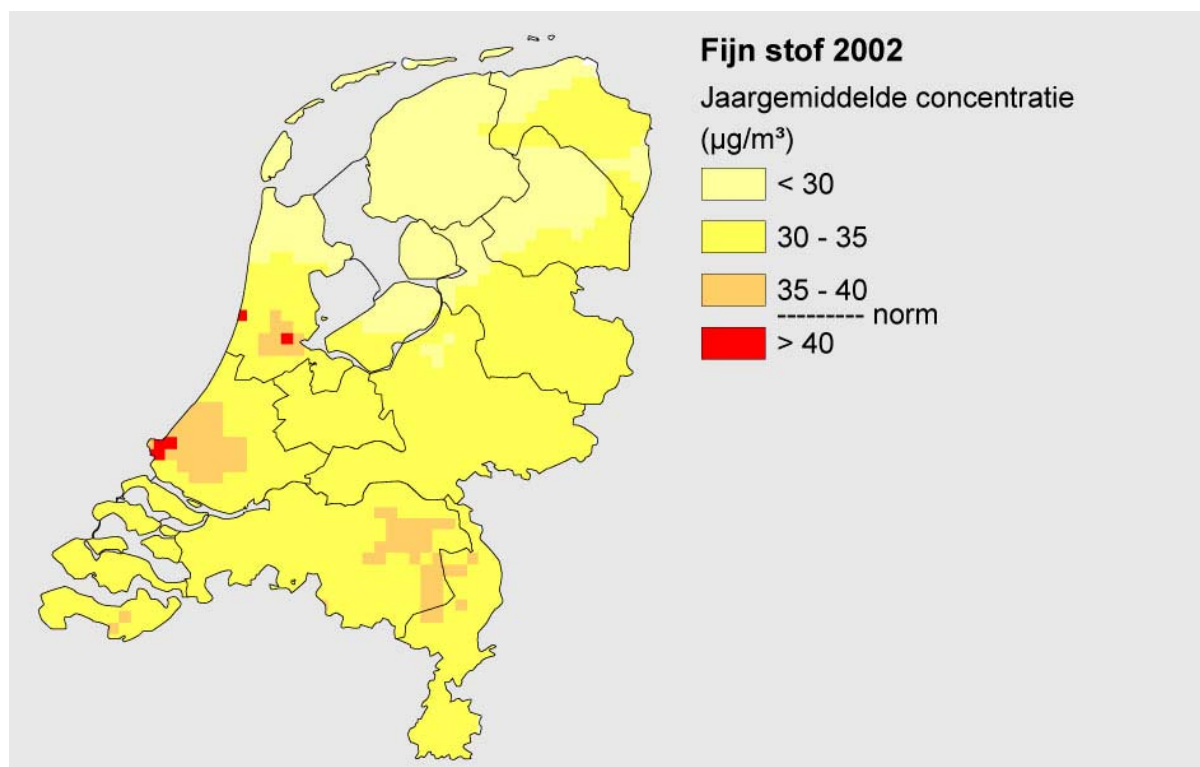 Fijn stof 2002
Jaargemiddelde concentratie
(µg/m³)
< 30
30 - 35
35 - 40
--------- norm
> 40